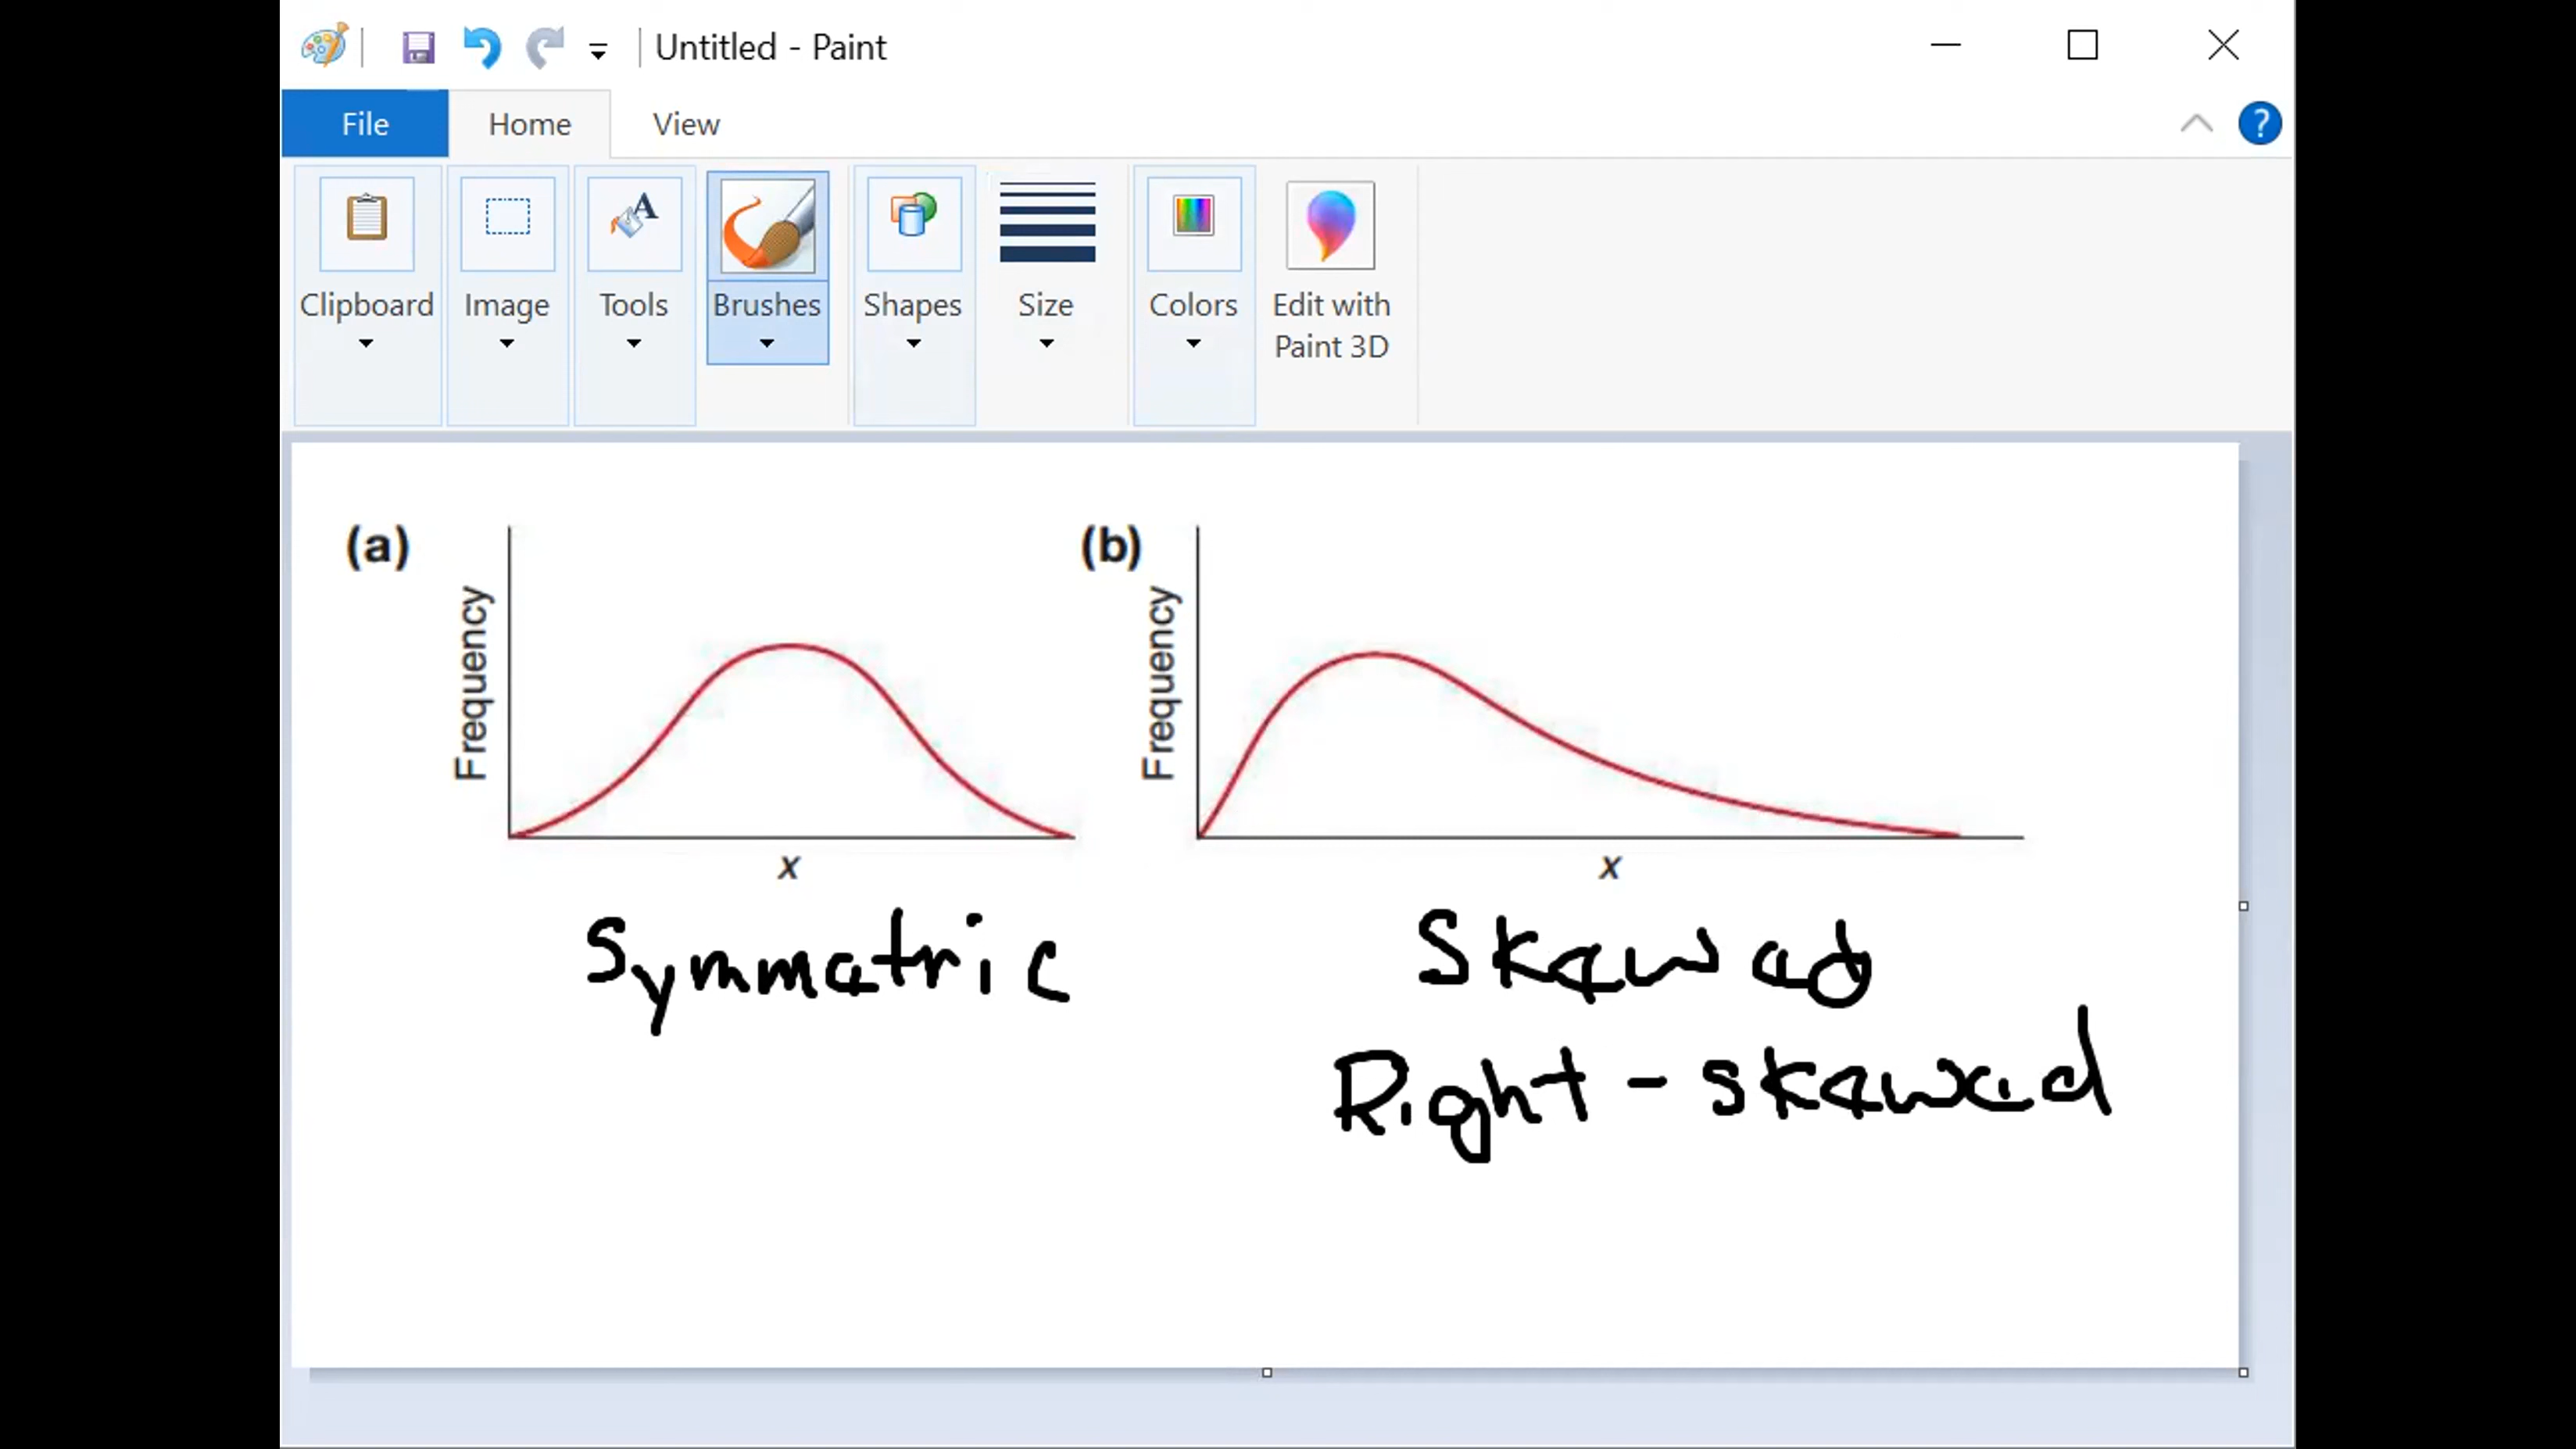 Untitled - Paint
File Home View
Clipboard Image Tools Brushes Shapes Size Colors Edit with
Paint 3D
(a) (b)
Frequency Frequency
x x
Symmetric Skewed
Right-skewed